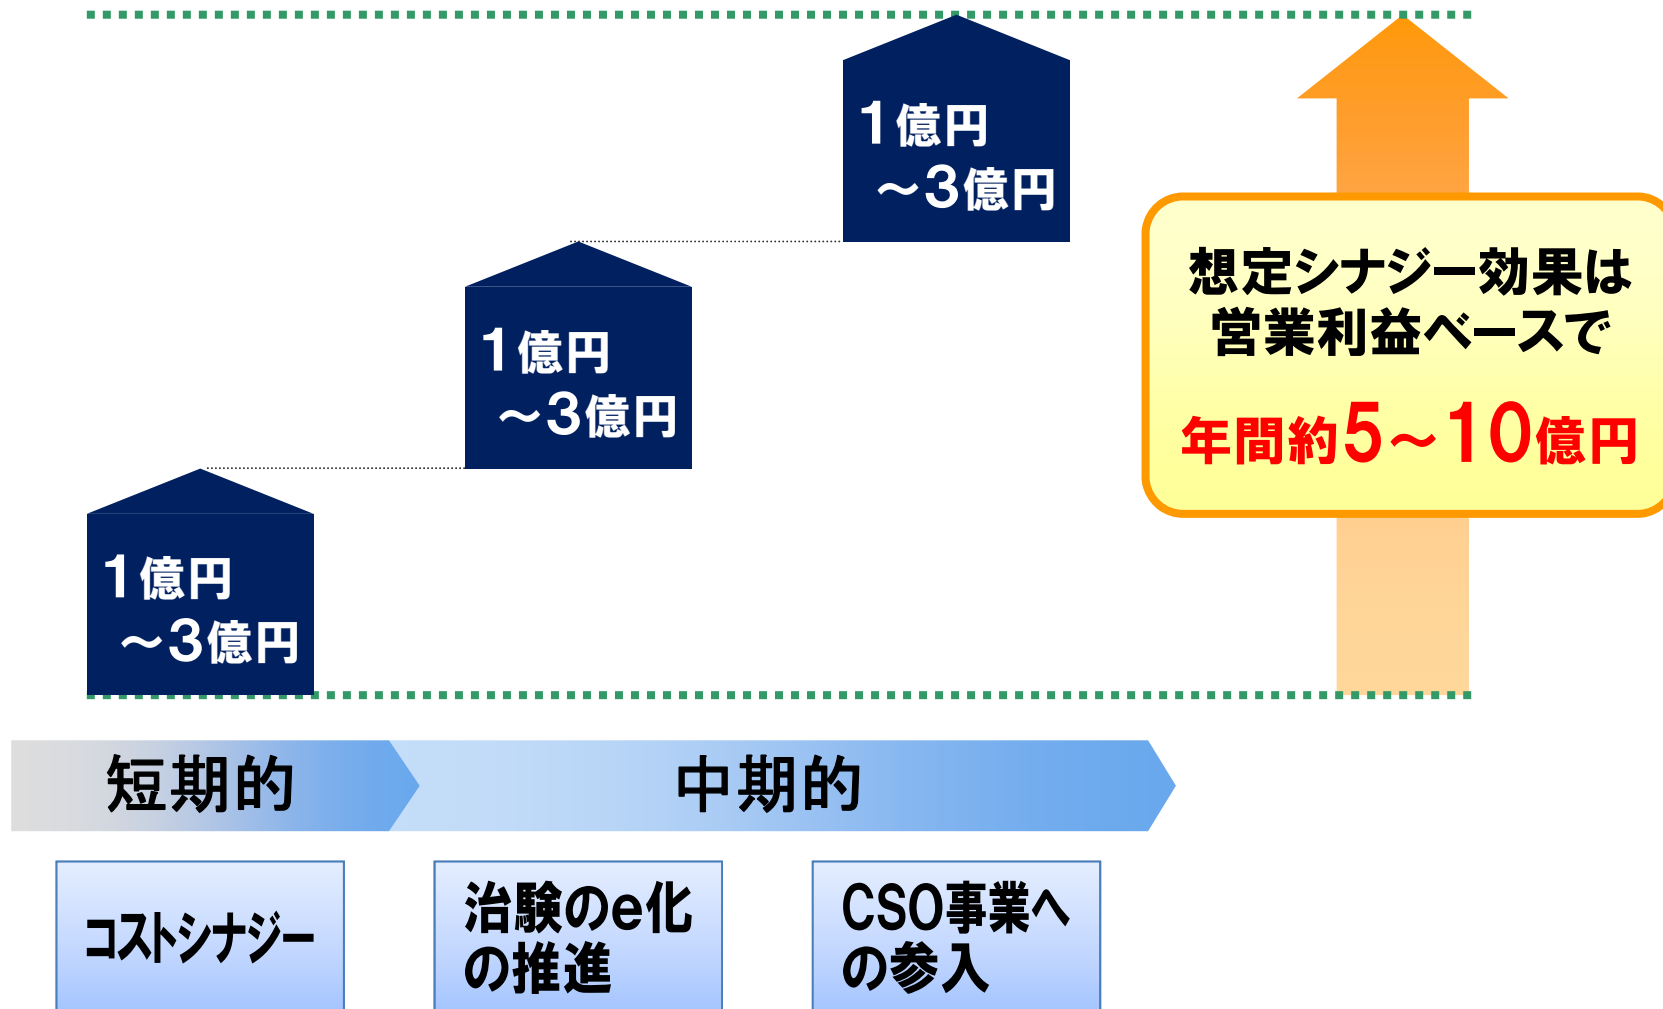 1億円
～3億円
1億円
～3億円
1億円
～3億円
想定シナジー効果は
営業利益ベースで
年間約5～10億円
短期的
中期的
コストシナジー
治験のe化
の推進
CSO事業へ
の参入